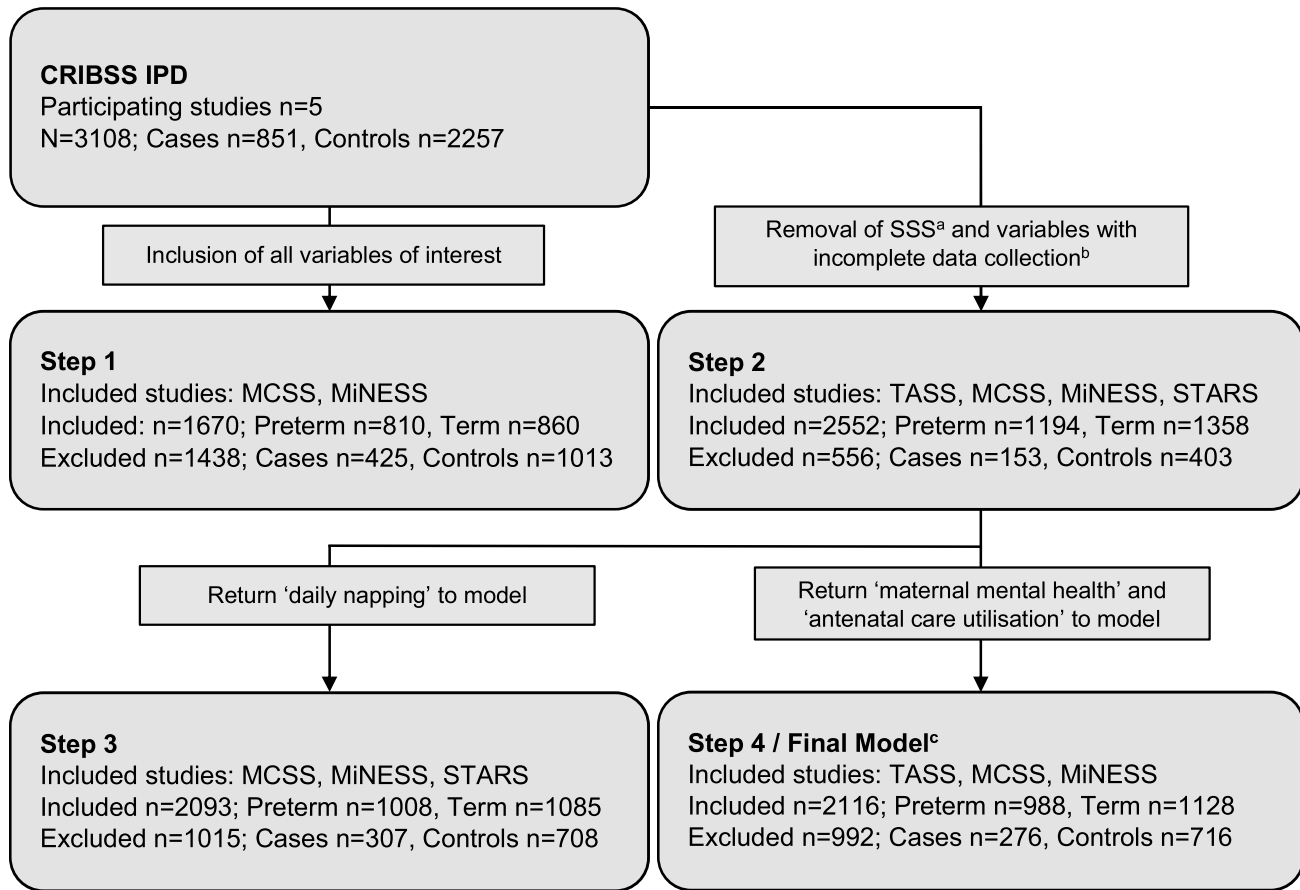 CRIBSS IPD
Participating studies n=5
N=3108; Cases n=851, Controls n=2257
Inclusion of all variables of interest
Removal of SSSᵃ and variables with
incomplete data collectionᵇ
Step 1
Included studies: MCSS, MiNESS
Included: n=1670; Preterm n=810, Term n=860
Excluded n=1438; Cases n=425, Controls n=1013
Step 2
Included studies: TASS, MCSS, MiNESS, STARS
Included n=2552; Preterm n=1194, Term n=1358
Excluded n=556; Cases n=153, Controls n=403
Return ‘daily napping’ to model
Return ‘maternal mental health’ and
‘antenatal care utilisation’ to model
Step 3
Included studies: MCSS, MiNESS, STARS
Included n=2093; Preterm n=1008, Term n=1085
Excluded n=1015; Cases n=307, Controls n=708
Step 4 / Final Modelᶜ
Included studies: TASS, MCSS, MiNESS
Included n=2116; Preterm n=988, Term n=1128
Excluded n=992; Cases n=276, Controls n=716